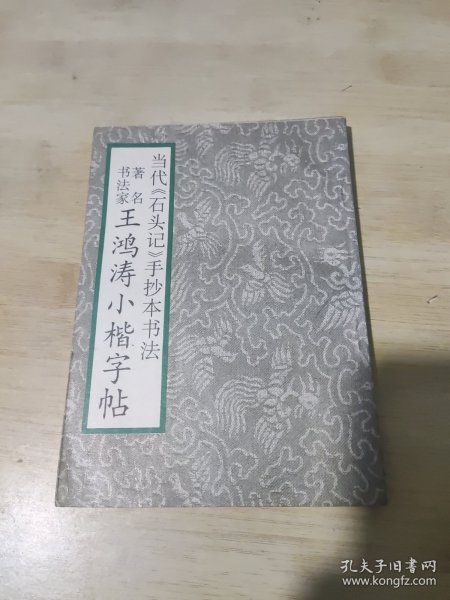 当代《石头记》手抄本书法
著名
书法家
王鸿涛小楷字帖
孔夫子旧书网
www.kongfz.com